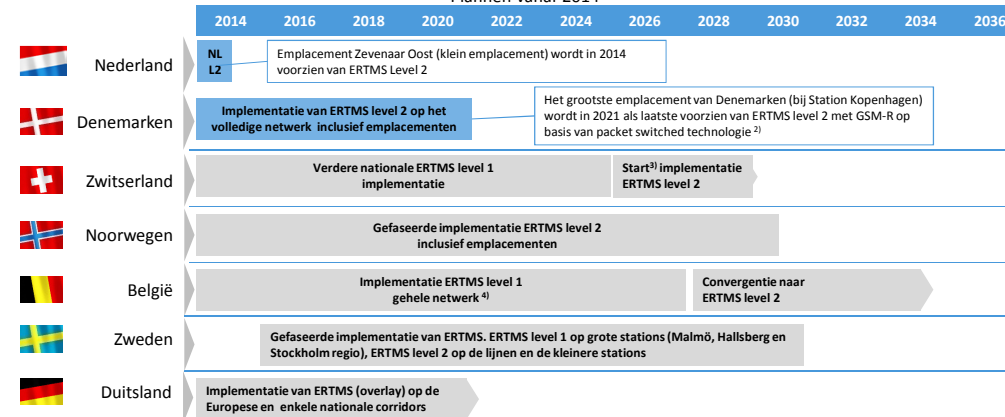 Plannen vanaf 2014
2014 2016 2018 2020 2022 2024 2026 2028 2030 2032 2034 2036
Nederland
NL
L2
Emplacement Zevenaar Oost (klein emplacement) wordt in 2014
voorzien van ERTMS Level 2
Denemarken
Implementatie van ERTMS level 2 op het
volledige netwerk inclusief emplacementen
Het grootste emplacement van Denemarken (bij Station Kopenhagen)
wordt in 2021 als laatste voorzien van ERTMS level 2 met GSM-R op
basis van packet switched technologie 2)
Zwitserland
Verdere nationale ERTMS level 1
implementatie
Start3) implementatie
ERTMS level 2
Noorwegen
Gefaseerde implementatie ERTMS level 2
inclusief emplacementen
België
Implementatie ERTMS level 1
gehele netwerk 4)
Convergentie naar
ERTMS level 2
Zweden
Gefaseerde implementatie van ERTMS. ERTMS level 1 op grote stations (Malmö, Hallsberg en
Stockholm regio), ERTMS level 2 op de lijnen en de kleinere stations
Duitsland
Implementatie van ERTMS (overlay) op de
Europese en enkele nationale corridors